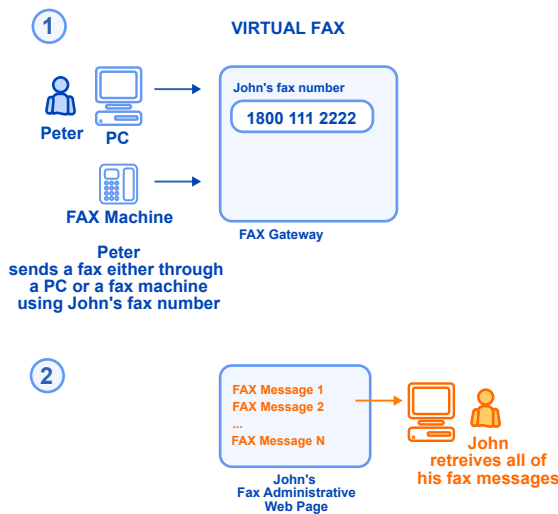 1
VIRTUAL FAX
John's fax number
1800 111 2222
Peter
PC
FAX Machine
FAX Gateway
Peter
sends a fax either through
a PC or a fax machine
using John's fax number
2
FAX Message 1
FAX Message 2
...
FAX Message N
John
retreives all of
his fax messages
John's
Fax Administrative
Web Page